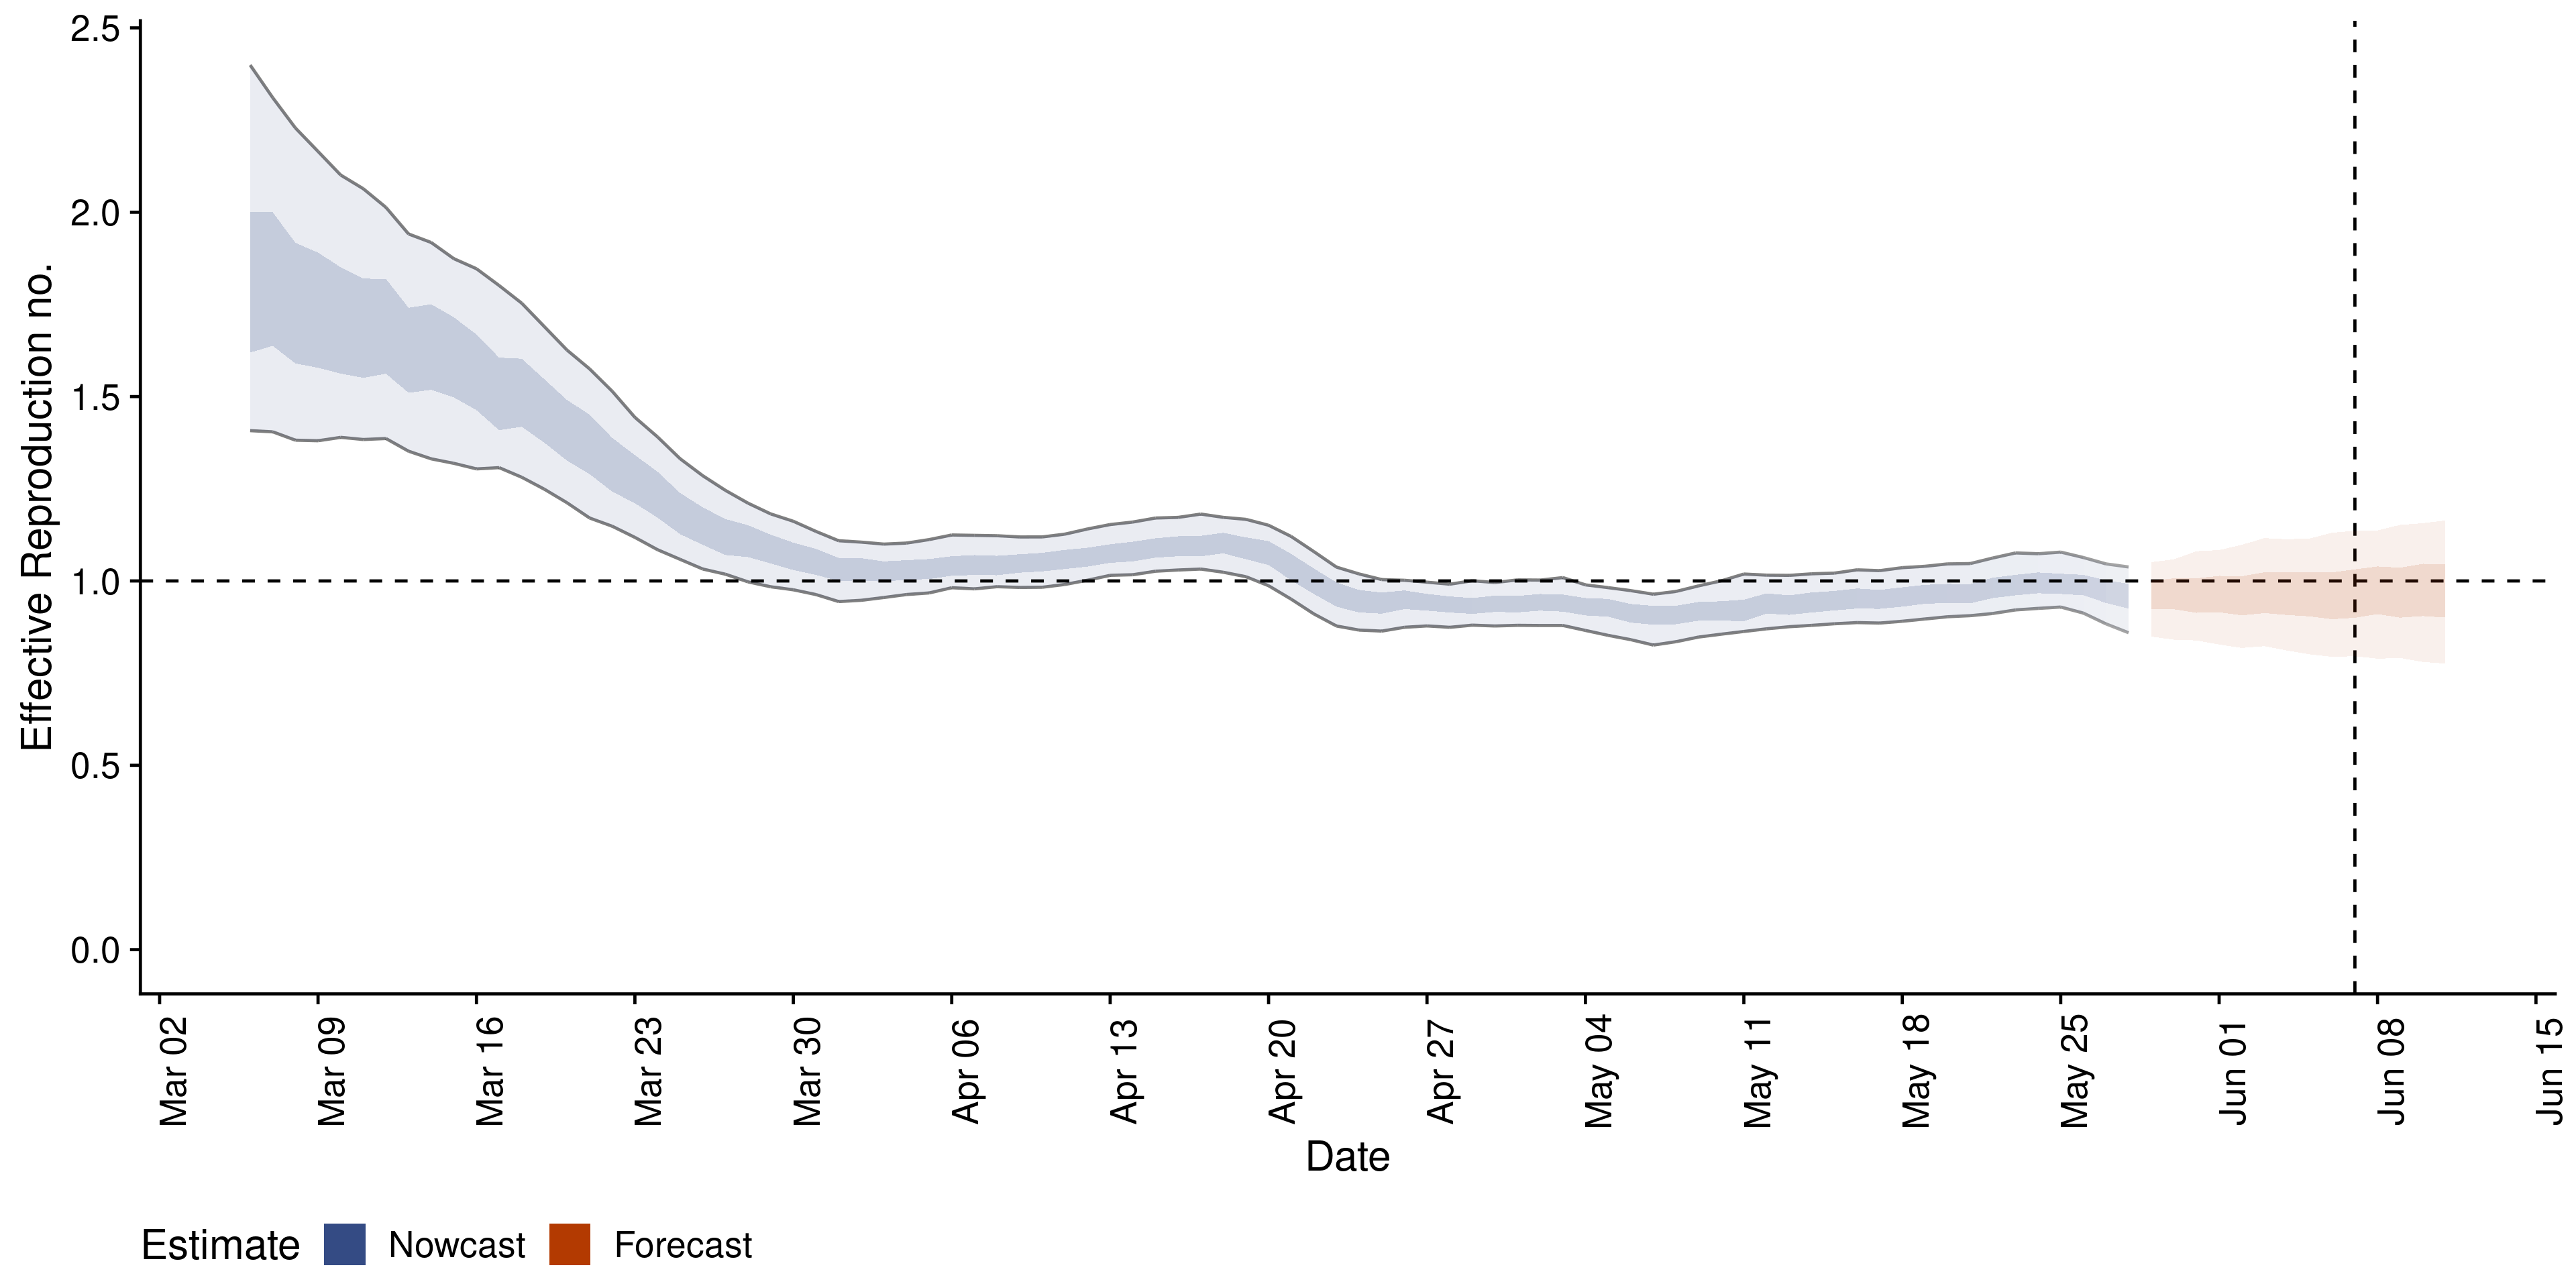 Effective Reproduction no.
2.5
2.0
1.5
1.0
0.5
0.0
Mar 02
Mar 09
Mar 16
Mar 23
Mar 30
Apr 06
Apr 13
Apr 20
Apr 27
May 04
May 11
May 18
May 25
Jun 01
Jun 08
Jun 15
Date
Estimate Nowcast Forecast